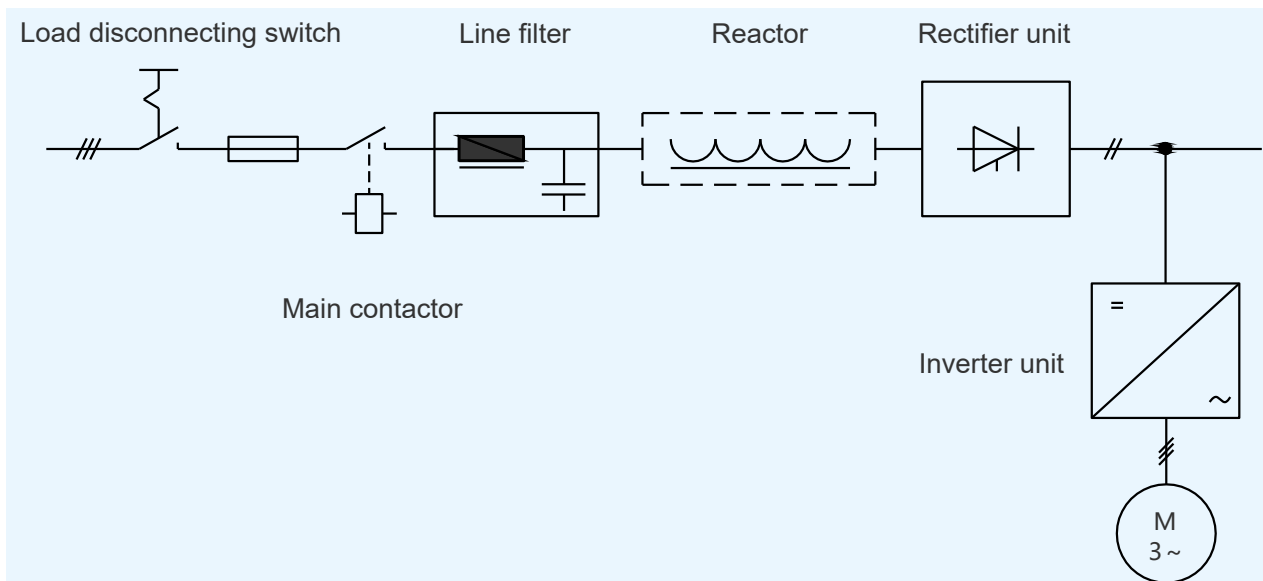 Load disconnecting switch
Line filter
Reactor
Rectifier unit
Main contactor
=
Inverter unit
~
M
3~